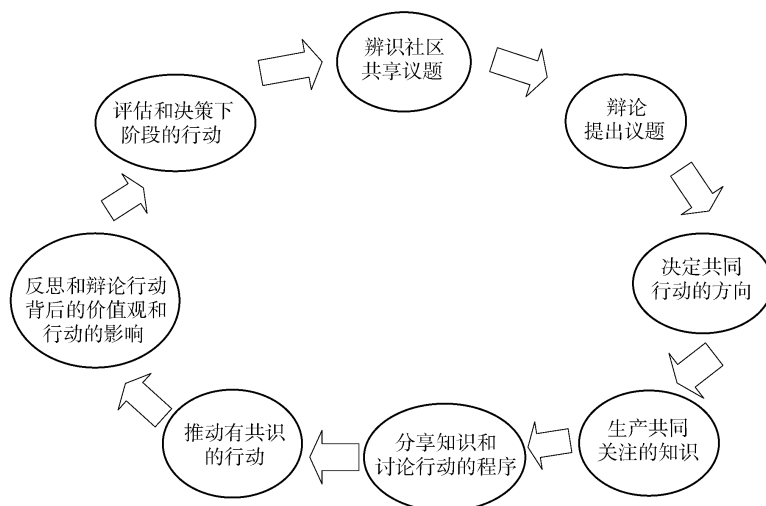 辨识社区
共享议题
辩论
提出议题
决定共同
行动的方向
生产共同
关注的知识
分享知识和
讨论行动的程序
推动有共识
的行动
反思和辩论行动
背后的价值观和
行动的影响
评估和决策下
阶段的行动